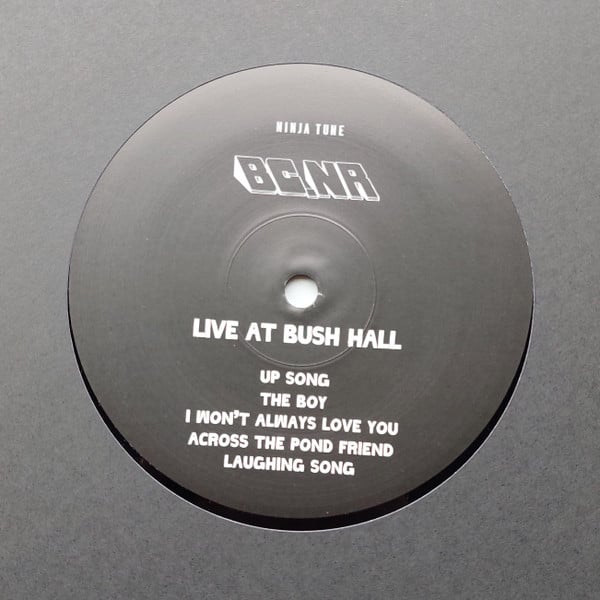 NINJA TUNE
BC,NR
LIVE AT BUSH HALL
UP SONG
THE BOY
I WON'T ALWAYS LOVE YOU
ACROSS THE POND FRIEND
LAUGHING SONG